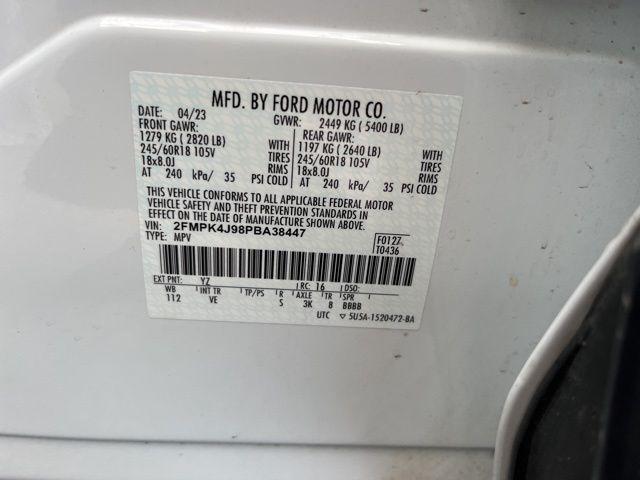 MFD. BY FORD MOTOR CO.
DATE: 04/23 GVWR: 2449 KG ( 5400 LB)
FRONT GAWR: REAR GAWR:
1279 KG ( 2820 LB) WITH 1197 KG ( 2640 LB) WITH
245/60R18 105V TIRES 245/60R18 105V TIRES
18x8.0J RIMS 18x8.0J RIMS
AT 240 kPa/ 35 PSI COLD AT 240 kPa/ 35 PSI COLD
THIS VEHICLE CONFORMS TO ALL APPLICABLE FEDERAL MOTOR
VEHICLE SAFETY AND THEFT PREVENTION STANDARDS IN
EFFECT ON THE DATE OF MANUFACTURE SHOWN ABOVE.
VIN: 2FMPK4J98PBA38447 F0127
TYPE: MPV T0436
EXT PNT: YZ RC: 16 DSO:
WB INT TR TP/PS R AXLE TR SPR
112 VE S 3K 8 BBBB
UTC ▽ 5U5A-1520472-BA